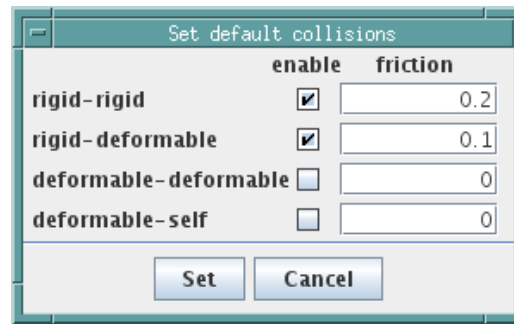 Set default collisions
enable friction
rigid-rigid 0.2
rigid-deformable 0.1
deformable-deformable 0
deformable-self 0
Set Cancel